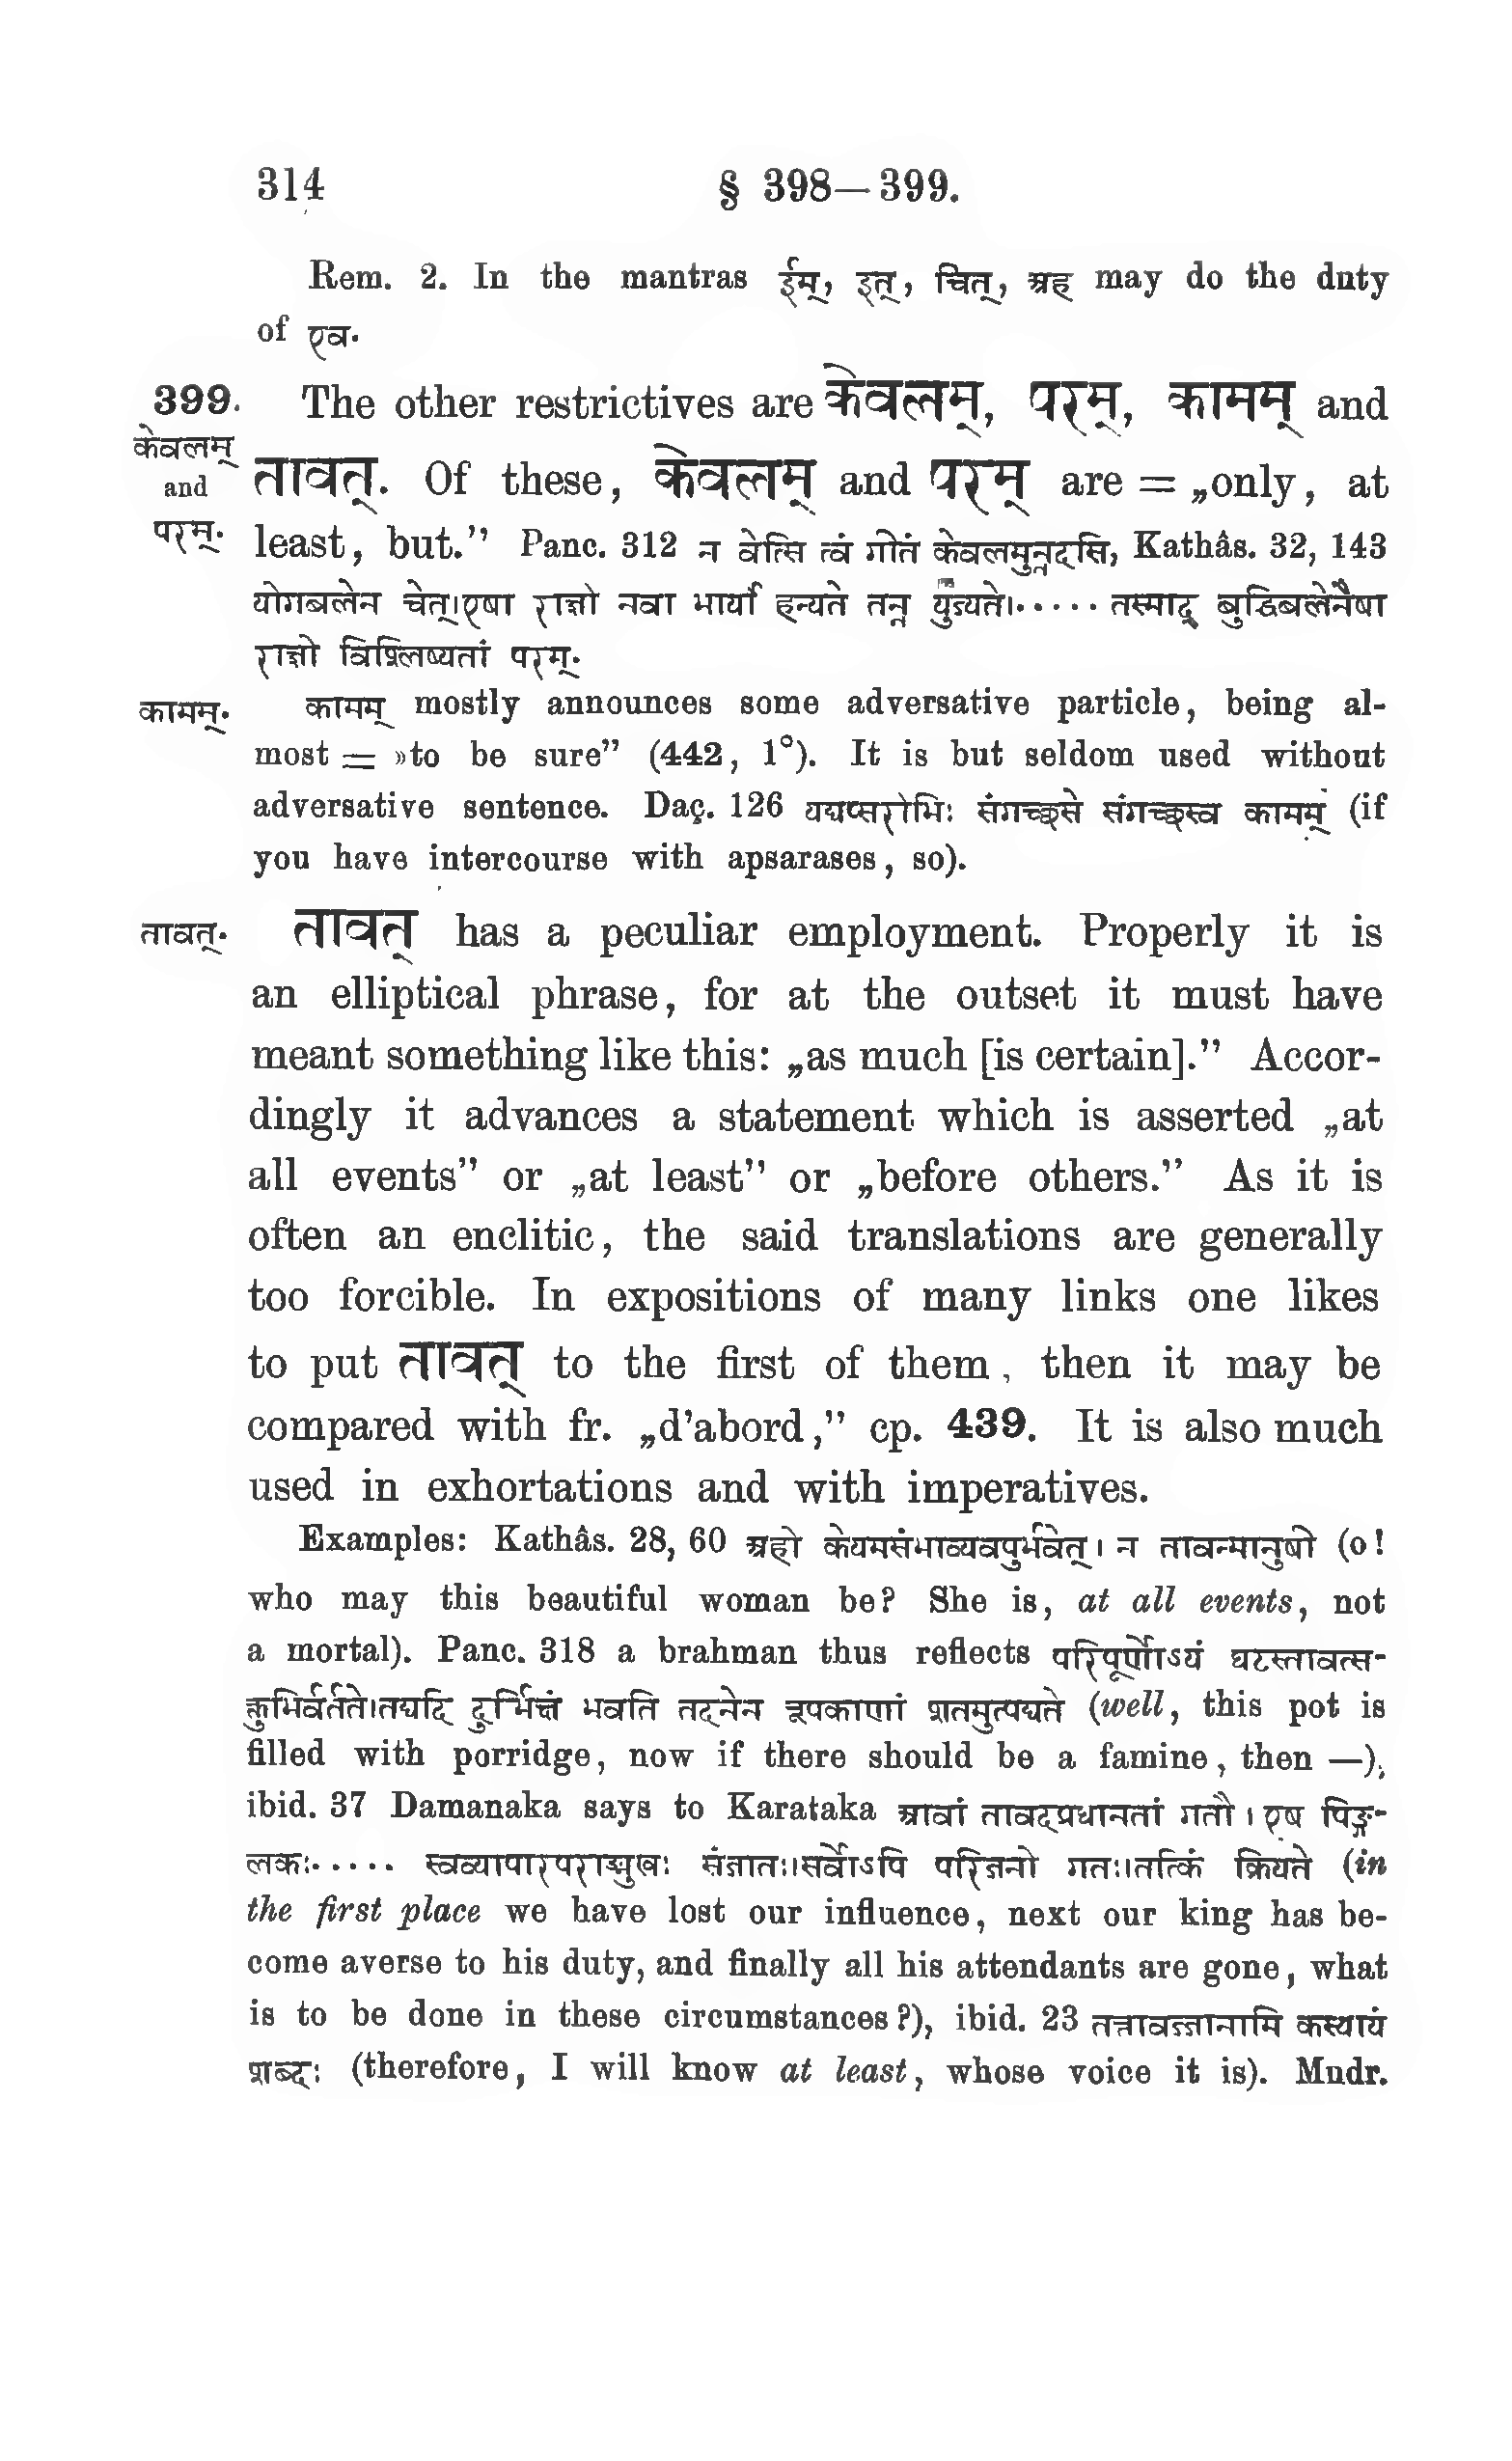 314 § 398—399.
Rem. 2. In the mantras ईम्, इत्, चित्, अह may do the duty
of एव.
399. The other restrictives are केवलम्, परम्, कामम् and
केवलम्
and
परम्.
तावत्. Of these, केवलम् and परम् are = „only, at
least, but.” Panc. 312 न वेत्सि त्वं गीतं केवलमुन्नदसि, Kathâs. 32, 143
योगबलेन चेत्।एषा राज्ञो नवा भार्या हन्यते तन्न युज्यते।..... तस्माद् बुद्धिबलेनैषा
राज्ञो विश्लिष्यतां परम्.
कामम्. कामम् mostly announces some adversative particle, being al-
most = »to be sure” (442, 1°). It is but seldom used without
adversative sentence. Daç. 126 यद्यप्सरोभिः संगच्छसे संगच्छस्व कामम् (if
you have intercourse with apsarases, so).
तावत्. तावत् has a peculiar employment. Properly it is
an elliptical phrase, for at the outset it must have
meant something like this: „as much [is certain].” Accor-
dingly it advances a statement which is asserted „at
all events” or „at least” or „before others.” As it is
often an enclitic, the said translations are generally
too forcible. In expositions of many links one likes
to put तावत् to the first of them, then it may be
compared with fr. „d'abord,” cp. 439. It is also much
used in exhortations and with imperatives.
Examples: Kathâs. 28, 60 अहो केयमसंभाव्यवपुर्भवेत्। न तावन्मानुषी (o!
who may this beautiful woman be? She is, at all events, not
a mortal). Panc. 318 a brahman thus reflects परिपूर्णोऽयं घटस्तावत्स-
क्तुभिर्वर्तते।तद्यदि दुर्भिक्षं भवति तदनेन रूपकाणां शतमुत्पद्यते (well, this pot is
filled with porridge, now if there should be a famine, then —),
ibid. 37 Damanaka says to Karataka आवां तावदप्रधानतां गतौ। एष पिङ्ग-
लकः..... स्वव्यापारपराङ्मुखः संजातः।सर्वोऽपि परिजनो गतः।तत्किं क्रियते (in
the first place we have lost our influence, next our king has be-
come averse to his duty, and finally all his attendants are gone, what
is to be done in these circumstances?), ibid. 23 तत्तावज्जानामि कस्यायं
शब्दः (therefore, I will know at least, whose voice it is). Mudr.